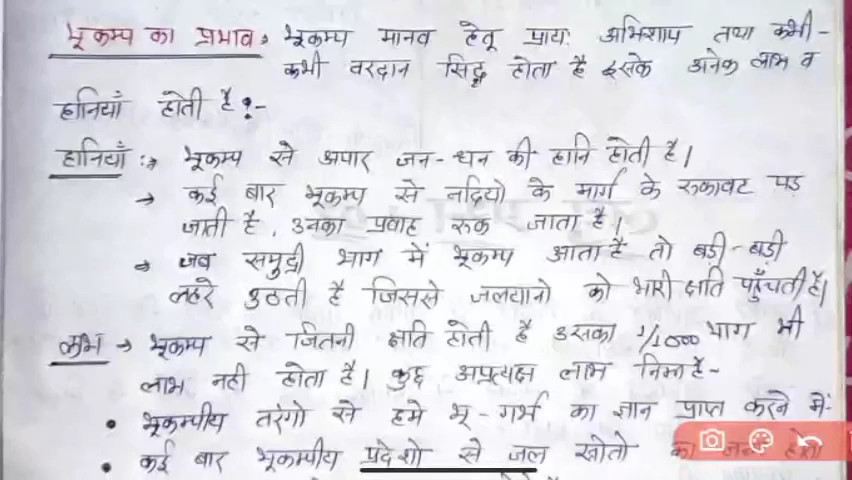 भूकम्प का प्रभाव→ भूकम्प मानव हेतू प्राय: अभिशाप तथा कभी-
कभी वरदान सिद्ध होता है इसके अनेक लाभ व
हानियाँ होती है :-
हानियाँ :→ भूकम्प से अपार जन-धन की हानि होती है।
→ कई बार भूकम्प से नदियो के मार्ग के रुकावट पड़
जाती है, उनका प्रवाह रुक जाता है।
→ जब समुद्री भाग में भूकम्प आता है तो बड़ी-बड़ी
लहरे उठती है जिससे जलयानो को भारी क्षति पहुँचती है।
लाभ → भूकम्प से जितनी क्षति होती है उसका 1/1000 भाग भी
लाभ नही होता है। कुछ अप्रत्यक्ष लाभ निम्न है-
• भूकम्पीय तरंगो से हमे भू-गर्भ का ज्ञान प्राप्त करने में
• कई बार भूकम्पीय प्रदेशो से जल स्रोतो का होता